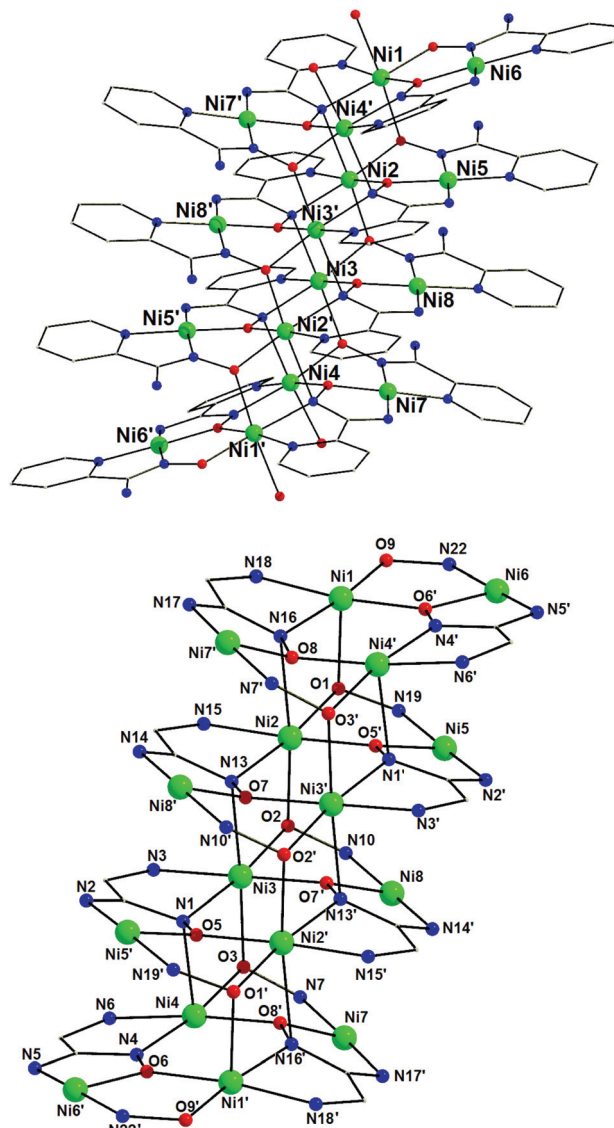 Ni1
Ni6
Ni7'
Ni4'
Ni2
Ni5
Ni8'
Ni3'
Ni3
Ni8
Ni5'
Ni2'
Ni4
Ni7
Ni6'
Ni1'
O9
N22
N18
Ni1
Ni6
O6'
N17
N16
N5'
Ni7'
O8
Ni4'
N4'
N6'
O1
N7'
O3'
N19
N15
Ni2
O5'
Ni5
N14
N13
N1'
N2'
Ni8'
O7
Ni3'
N3'
O2
N10'
N10
O2'
N3
Ni3
Ni8
N2
N1
O7'
N13'
N14'
O5
Ni5'
Ni2'
N15'
N19'
O3
N7
O1'
Ni4
N6
O8'
Ni7
N4
N16'
N5
O6
N17'
Ni6'
Ni1'
N18'
N22'
O9'